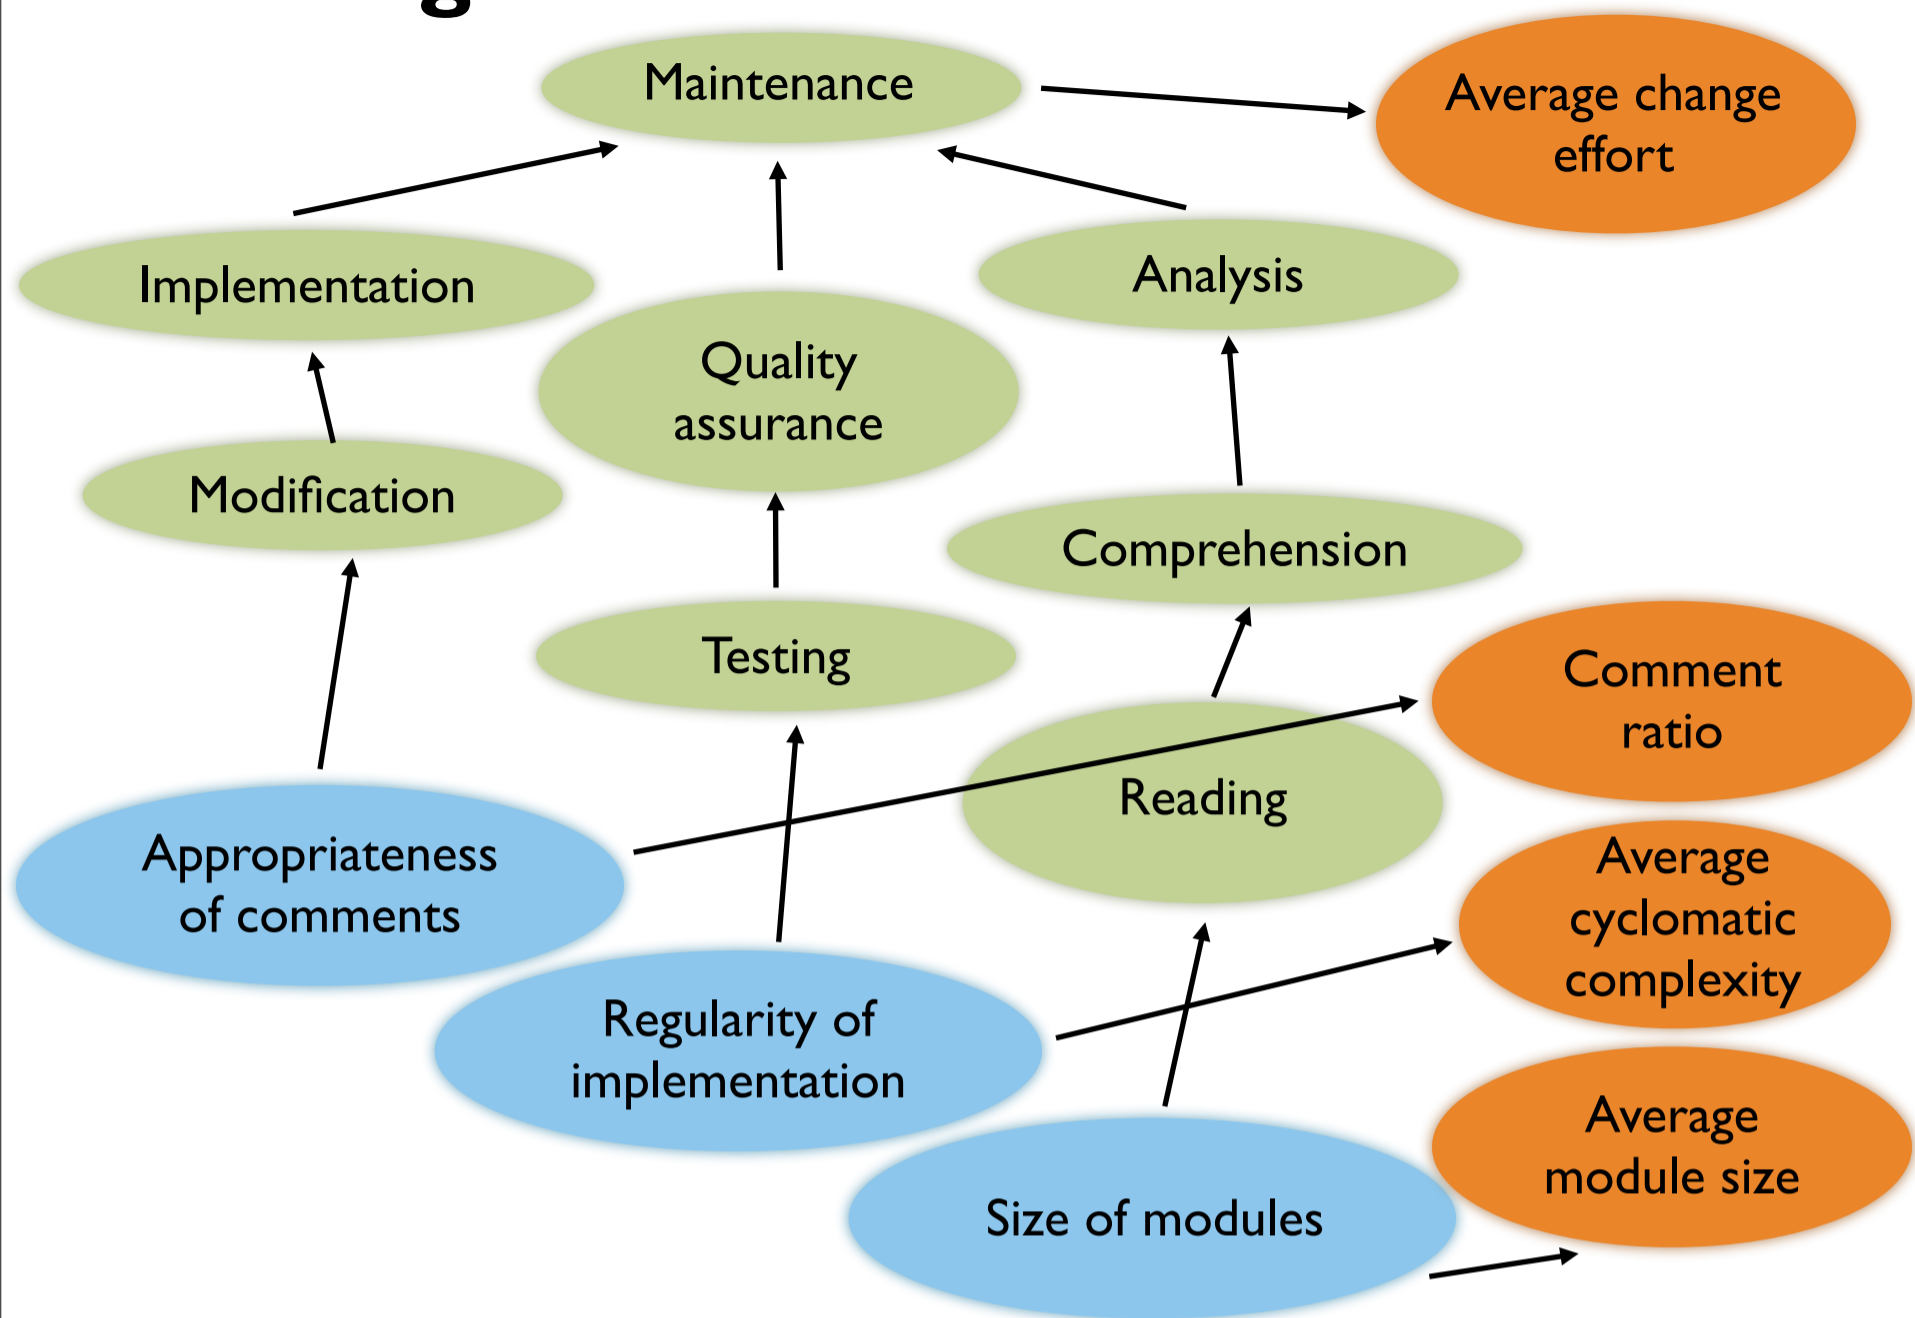 g
Maintenance
Average change
effort
Implementation
Analysis
Quality
assurance
Modification
Comprehension
Testing
Comment
ratio
Reading
Appropriateness
of comments
Average
cyclomatic
complexity
Regularity of
implementation
Average
module size
Size of modules